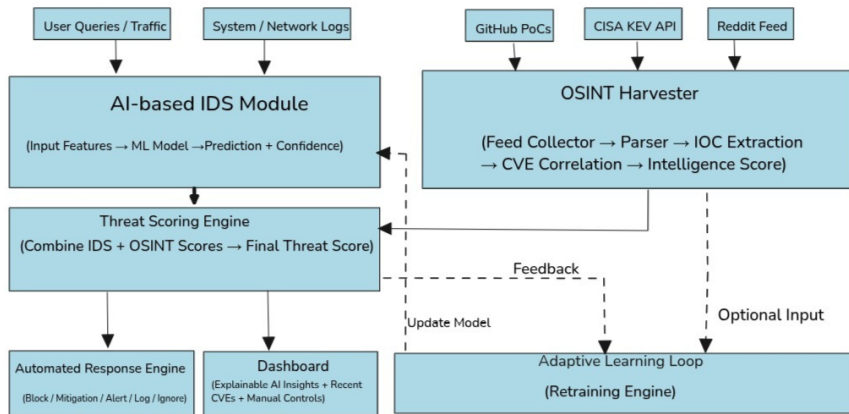 User Queries / Traffic
System / Network Logs
GitHub PoCs
CISA KEV API
Reddit Feed
AI-based IDS Module
(Input Features → ML Model →Prediction + Confidence)
OSINT Harvester
(Feed Collector → Parser → IOC Extraction
→ CVE Correlation → Intelligence Score)
Threat Scoring Engine
(Combine IDS + OSINT Scores → Final Threat Score)
Feedback
Optional Input
Update Model
Automated Response Engine
(Block / Mitigation / Alert / Log / Ignore)
Dashboard
(Explainable AI Insights + Recent
CVEs + Manual Controls)
Adaptive Learning Loop
(Retraining Engine)